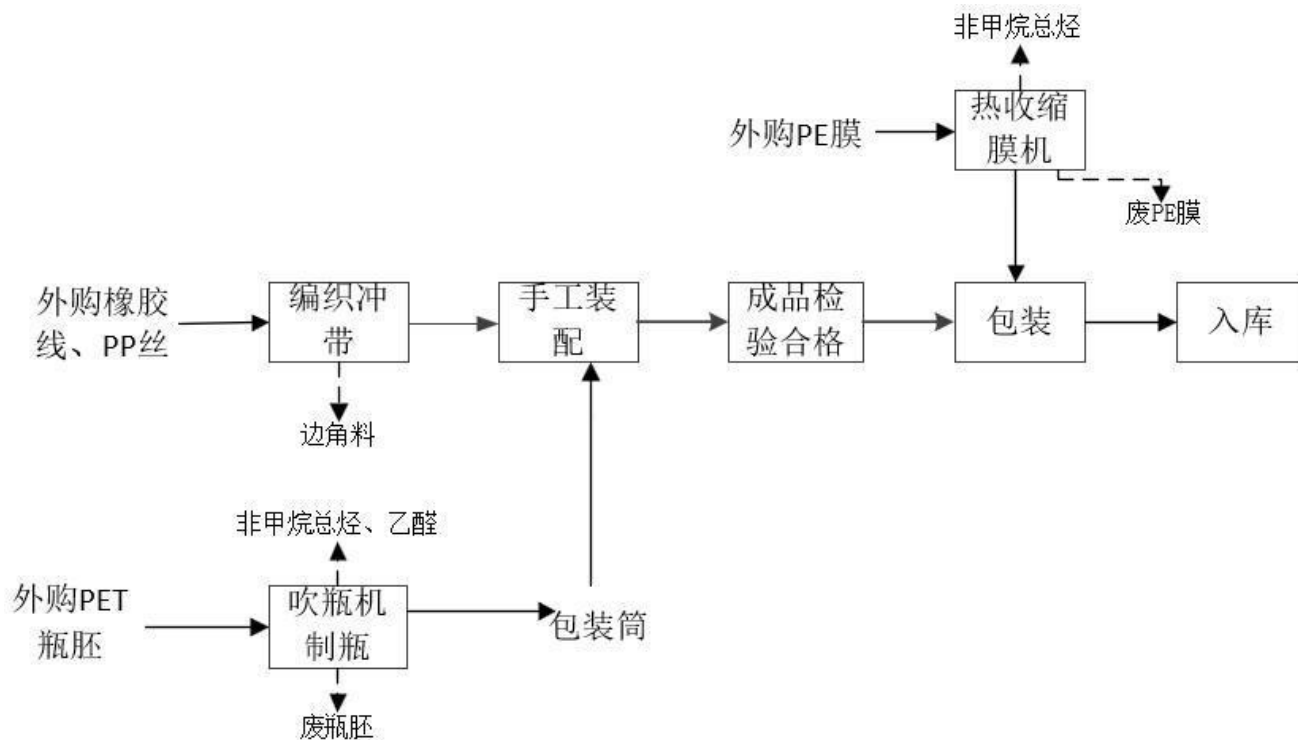 非甲烷总烃
热收缩
膜机
外购PE膜
废PE膜
外购橡胶
线、PP丝
编织冲
带
手工装
配
成品检
验合格
包装
入库
边角料
非甲烷总烃、乙醛
外购PET
瓶胚
吹瓶机
制瓶
包装筒
废瓶胚